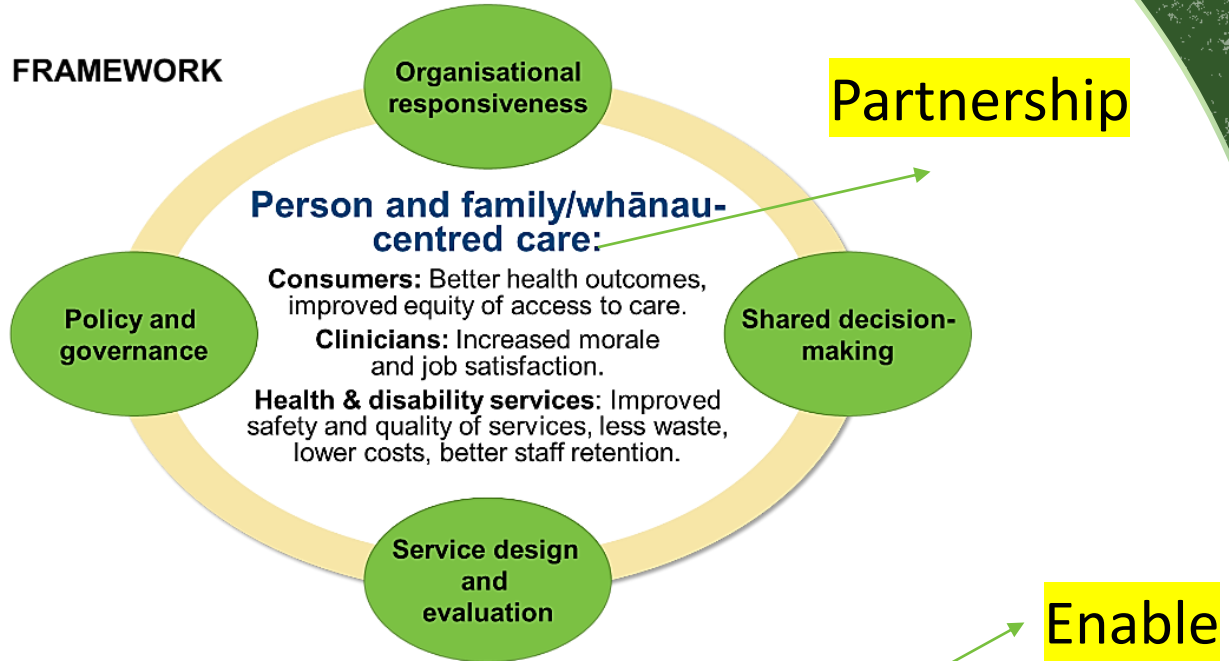 FRAMEWORK
Organisational
responsiveness
Partnership
Person and family/whānau-
centred care:
Consumers: Better health outcomes,
improved equity of access to care.
Clinicians: Increased morale
and job satisfaction.
Health & disability services: Improved
safety and quality of services, less waste,
lower costs, better staff retention.
Policy and
governance
Shared decision-
making
Service design
and
evaluation
Enable